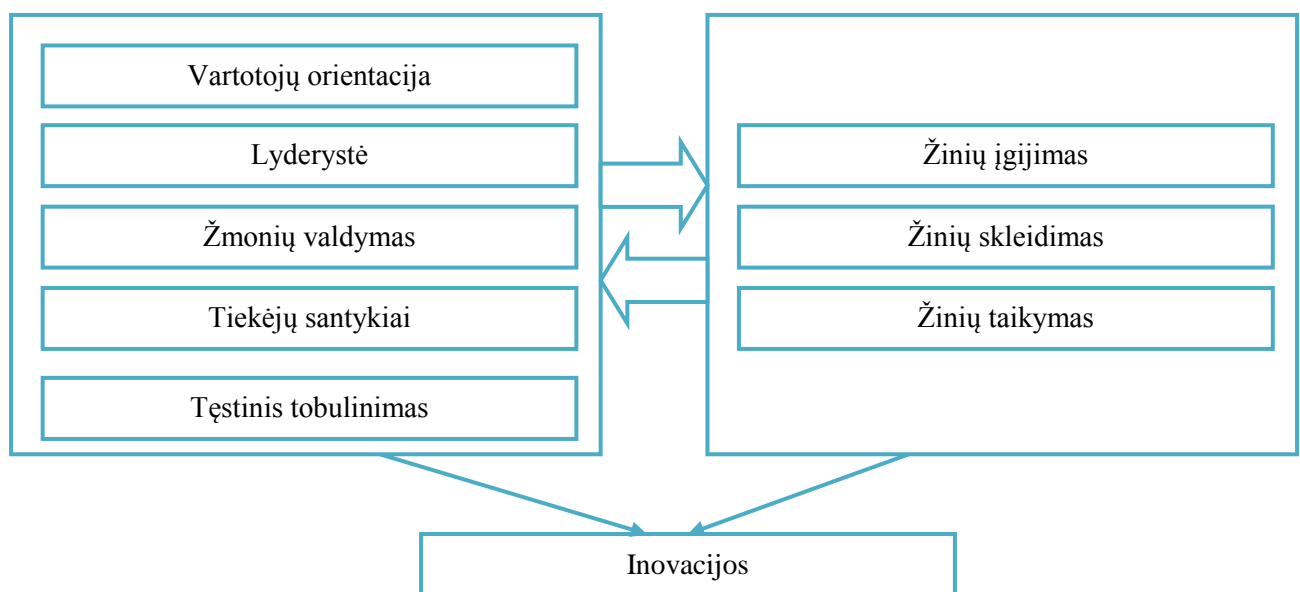 Vartotojų orientacija
Lyderystė
Žmonių valdymas
Tiekėjų santykiai
Tęstinis tobulinimas
Žinių įgijimas
Žinių skleidimas
Žinių taikymas
Inovacijos